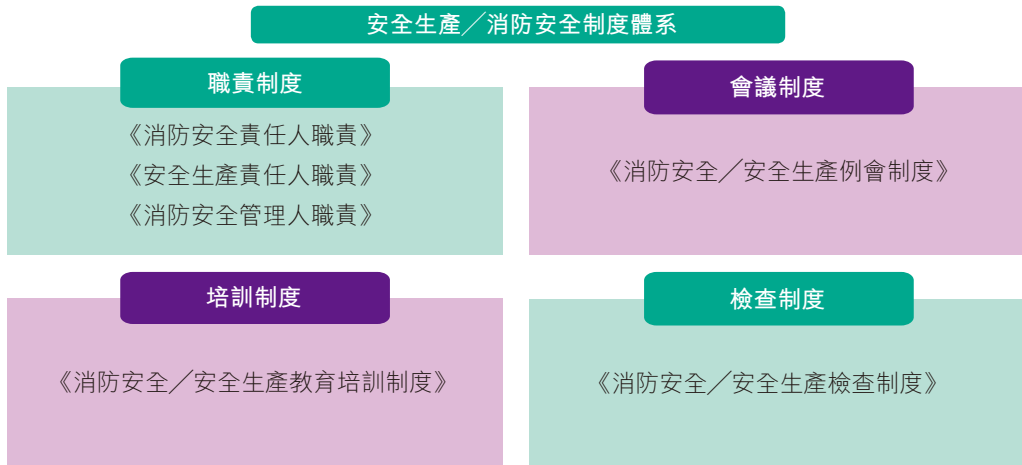 安全生產／消防安全制度體系
職責制度
《消防安全責任人職責》
《安全生產責任人職責》
《消防安全管理人職責》
會議制度
《消防安全／安全生產例會制度》
培訓制度
《消防安全／安全生產教育培訓制度》
檢查制度
《消防安全／安全生產檢查制度》